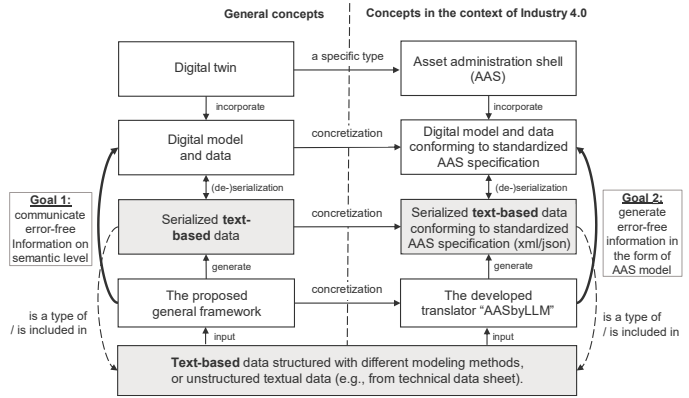 General concepts
Concepts in the context of Industry 4.0
Digital twin
a specific type
Asset administration shell
(AAS)
incorporate
incorporate
Digital model
and data
concretization
Digital model and data
conforming to standardized
AAS specification
(de-)serialization
(de-)serialization
Goal 1:
communicate
error-free
Information on
semantic level
Serialized text-
based data
concretization
Serialized text-based data
conforming to standardized
AAS specification (xml/json)
Goal 2:
generate
error-free
information in
the form of
AAS model
generate
generate
The proposed
general framework
concretization
The developed
translator “AASbyLLM”
is a type of
/ is included in
is a type of
/ is included in
input
input
Text-based data structured with different modeling methods,
or unstructured textual data (e.g., from technical data sheet).